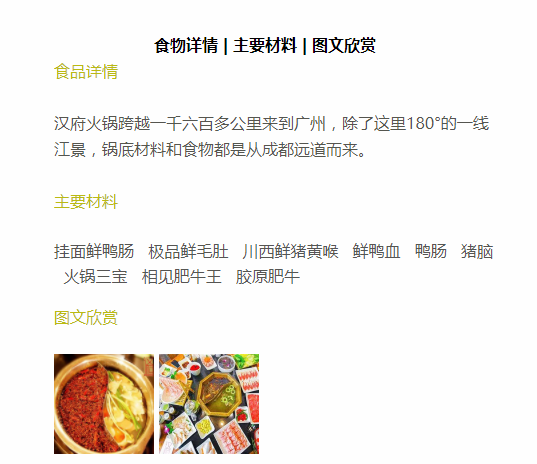 食物详情 | 主要材料 | 图文欣赏
食品详情
汉府火锅跨越一千六百多公里来到广州，除了这里180°的一线
江景，锅底材料和食物都是从成都远道而来。
主要材料
挂面鲜鸭肠 极品鲜毛肚 川西鲜猪黄喉 鲜鸭血 鸭肠 猪脑
火锅三宝 相见肥牛王 胶原肥牛
图文欣赏